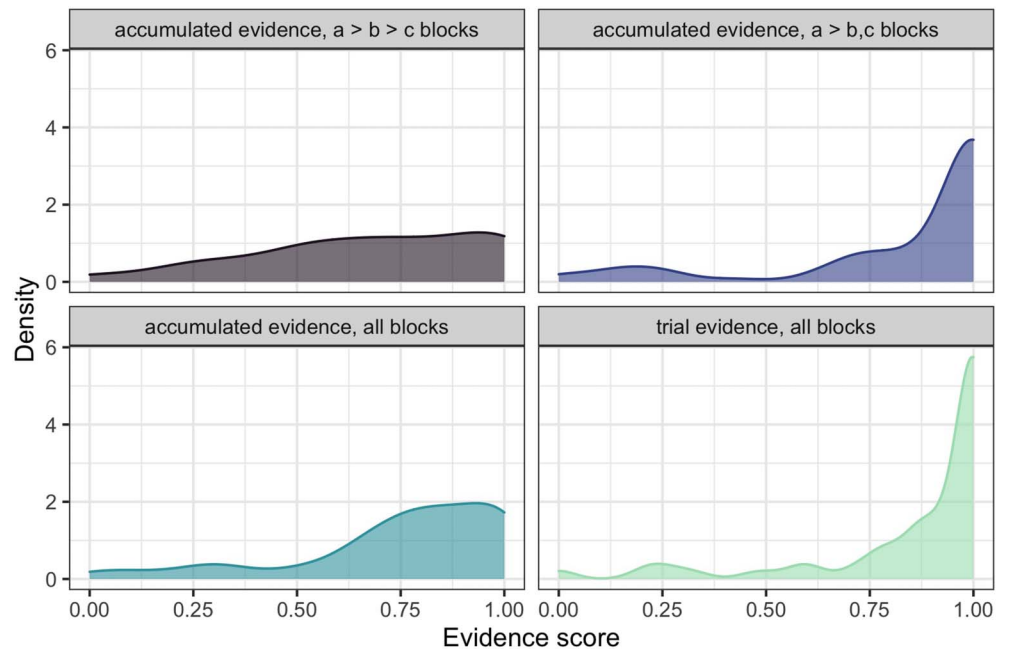 accumulated evidence, a > b > c blocks
accumulated evidence, a > b,c blocks
6
4
2
0
accumulated evidence, all blocks
trial evidence, all blocks
6
4
2
0
Density
0.00 0.25 0.50 0.75 1.00
0.00 0.25 0.50 0.75 1.00
Evidence score